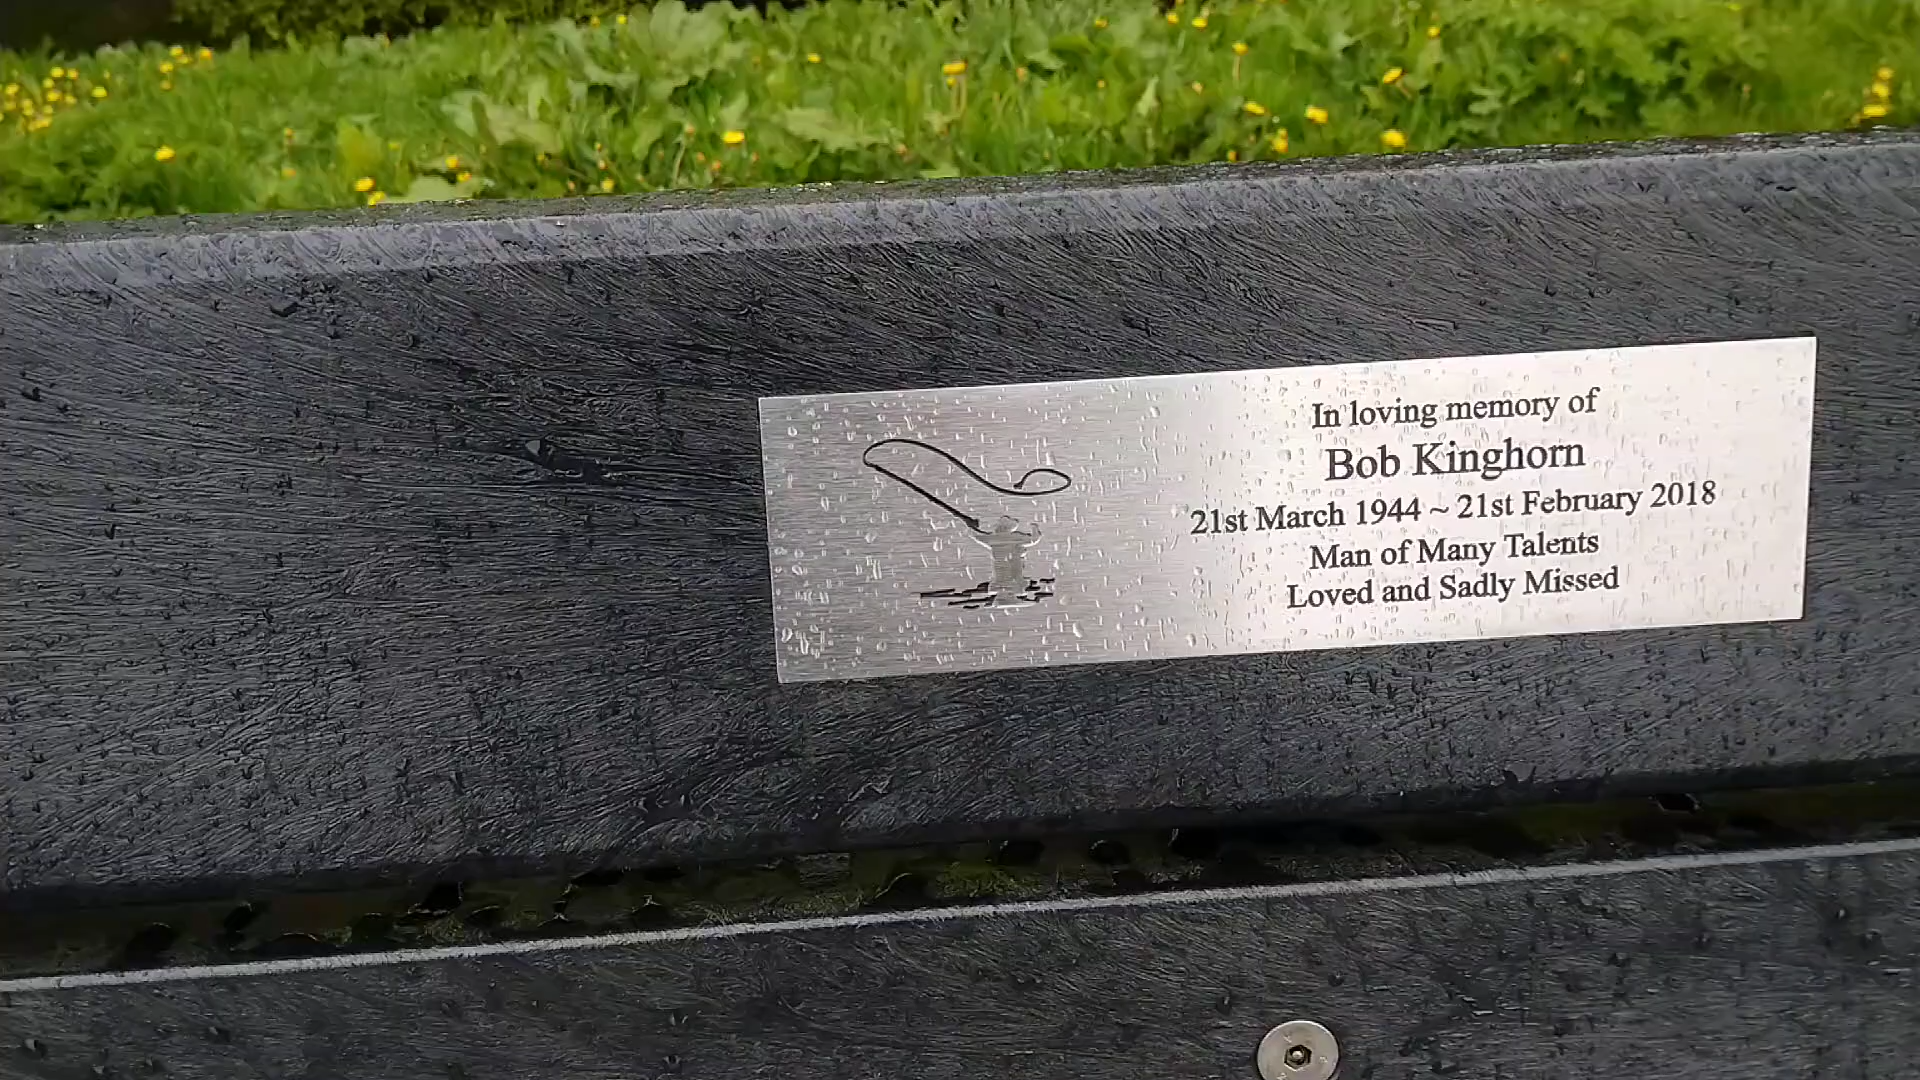 In loving memory of
Bob Kinghorn
21st March 1944 ~ 21st February 2018
Man of Many Talents
Loved and Sadly Missed